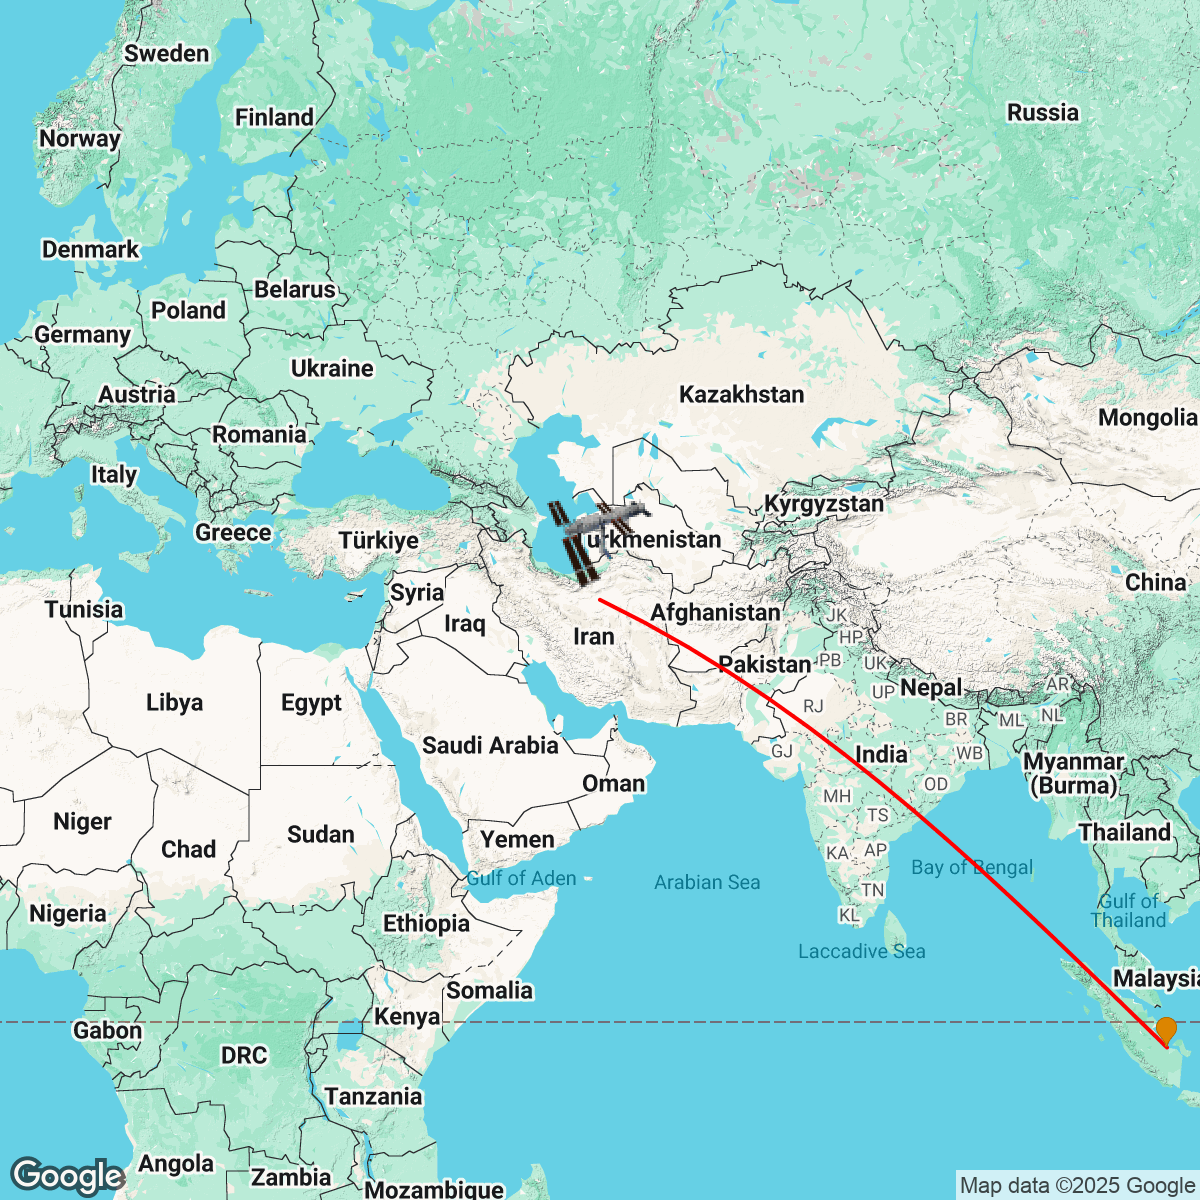 Sweden
Finland
Norway
Russia
Denmark
Belarus
Poland
Germany
Ukraine
Austria
Kazakhstan
Mongolia
Romania
Italy
Kyrgyzstan
Greece
Türkiye
Turkmenistan
China
Syria
Tunisia
Afghanistan
JK
Iraq
Iran
HP
PB
UK
Pakistan
AR
Nepal
UP
Libya
Egypt
RJ
NL
BR
ML
Saudi Arabia
GJ
India
WB
Myanmar
(Burma)
Oman
OD
MH
TS
Niger
Sudan
Thailand
Yemen
Chad
KA
AP
Bay of Bengal
Gulf of Aden
Arabian Sea
TN
Gulf of
Thailand
Nigeria
KL
Ethiopia
Laccadive Sea
Malaysia
Somalia
Kenya
Gabon
DRC
Tanzania
Angola
Zambia
Mozambique
Google
Map data ©2025 Google